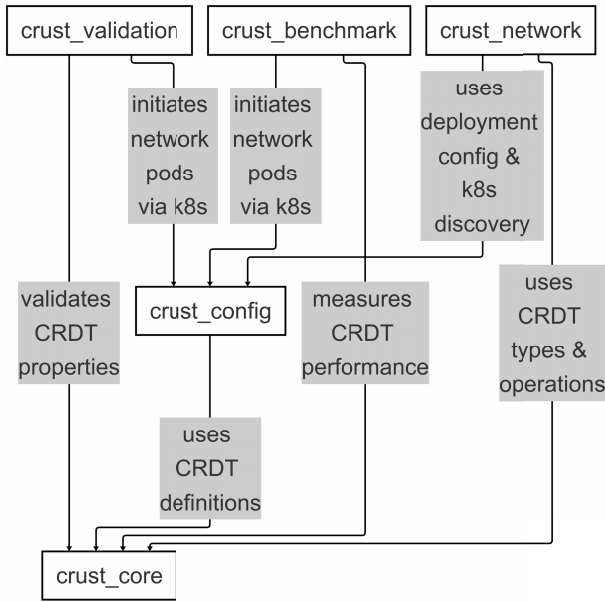 crust_validation
crust_benchmark
crust_network
initiates
network
pods
via k8s
initiates
network
pods
via k8s
uses
deployment
config &
k8s
discovery
validates
CRDT
properties
crust_config
measures
CRDT
performance
uses
CRDT
types &
operations
uses
CRDT
definitions
crust_core